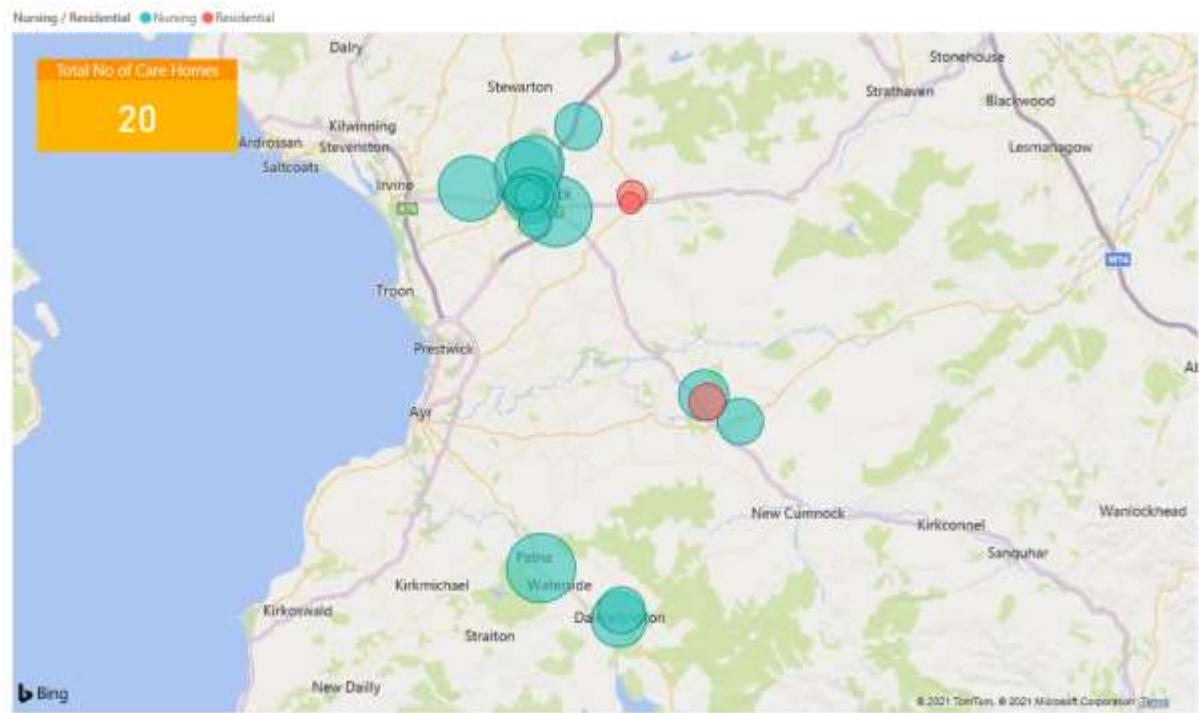 Nursing / Residential Nursing Residential
Total No of Care Homes
20
Dalry
Stewarton
Stonehouse
Strathaven
Blackwood
Kilwinning
Ardrossan
Stevenston
Lesmahagow
Saltcoats
Irvine
M74
Troon
Prestwick
Ayr
New Cumnock
Kirkconnel
Wanlockhead
Sanquhar
Patna
Kirkmichael
Waterside
Kirkoswald
Straiton
New Dailly
Bing
© 2021 TomTom, © 2021 Microsoft Corporation Terms